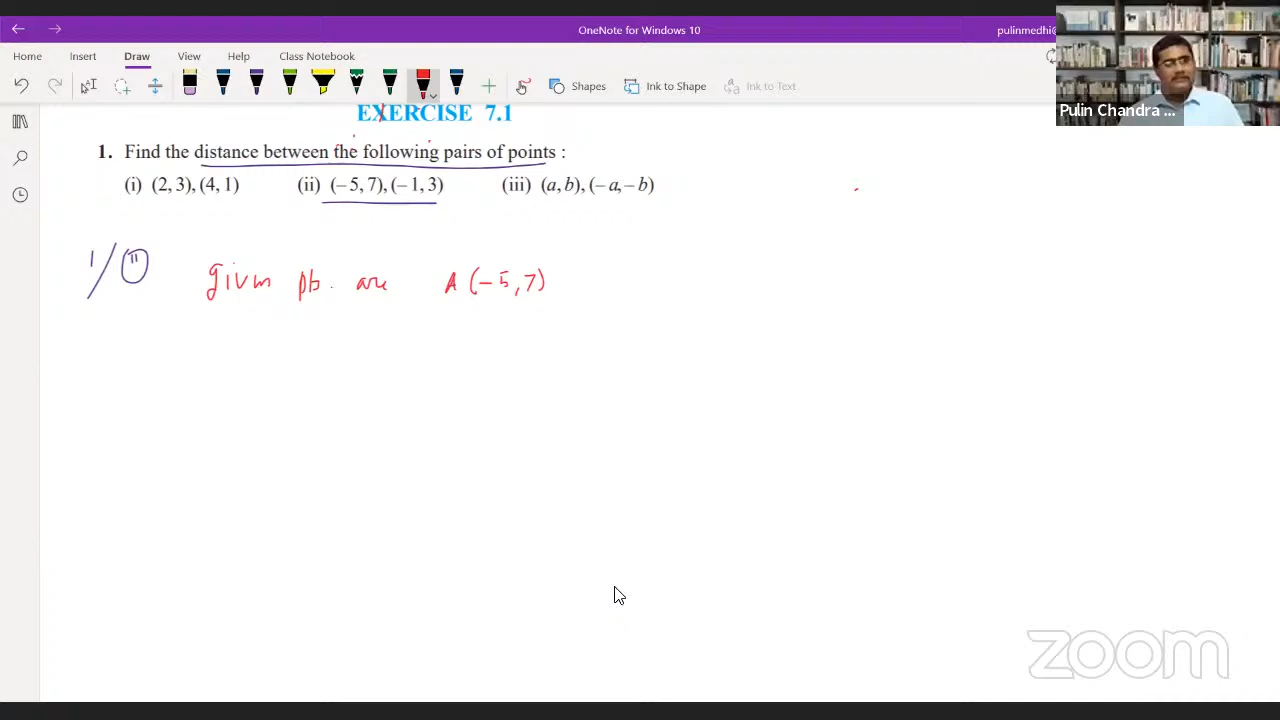 OneNote for Windows 10
pulinmedhi@
Home Insert Draw View Help Class Notebook
Shapes Ink to Shape Ink to Text
Pulin Chandra ...
EXERCISE 7.1
1. Find the distance between the following pairs of points :
(i) (2, 3), (4, 1) (ii) (– 5, 7), (– 1, 3) (iii) (a, b), (– a, – b)
1/ii given pts. are A (-5,7)
zoom